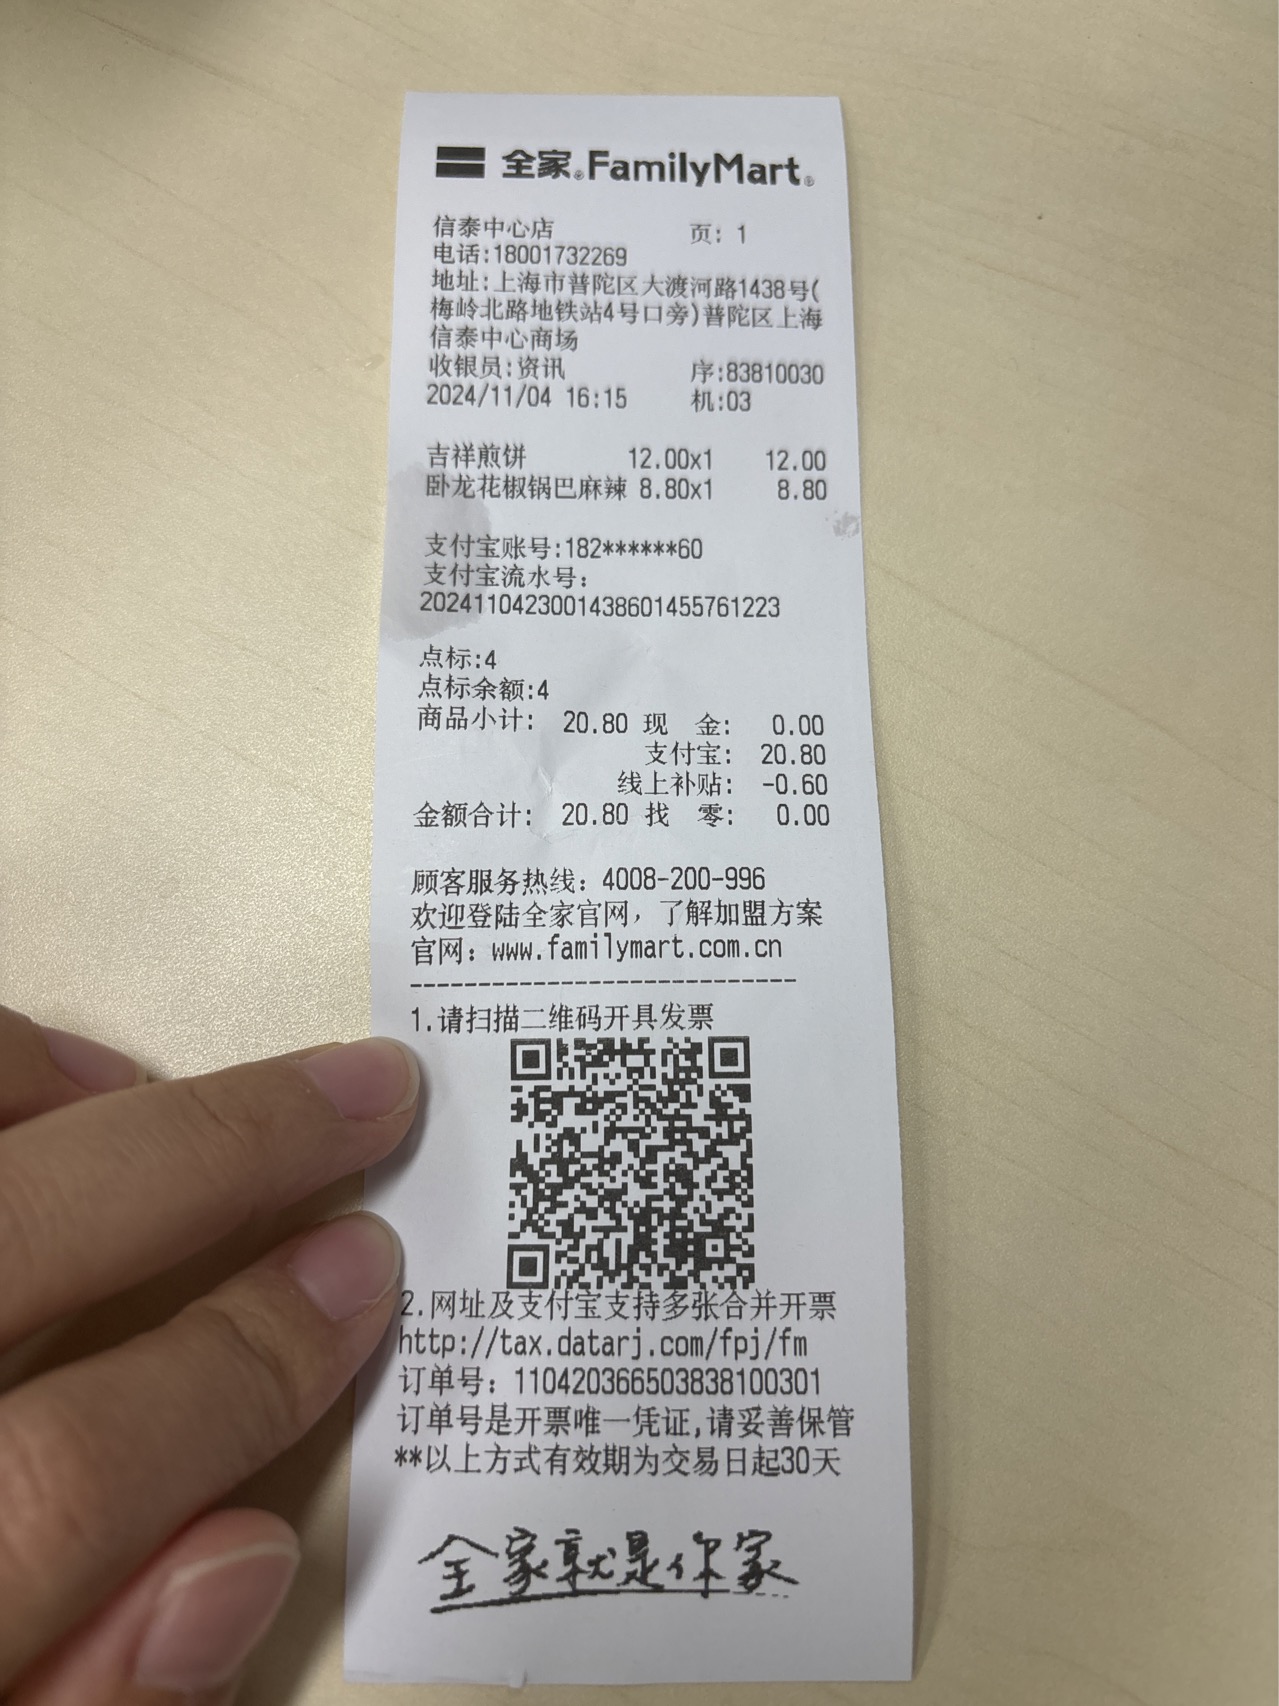 全家®FamilyMart®
信泰中心店 页: 1
电话:18001732269
地址:上海市普陀区大渡河路1438号(
梅岭北路地铁站4号口旁)普陀区上海
信泰中心商场
收银员:资讯 序:83810030
2024/11/04 16:15 机:03
吉祥煎饼 12.00x1 12.00
卧龙花椒锅巴麻辣 8.80x1 8.80
支付宝账号:182******60
支付宝流水号:
2024110423001438601455761223
点标:4
点标余额:4
商品小计: 20.80 现 金: 0.00
支付宝: 20.80
线上补贴: -0.60
金额合计: 20.80 找 零: 0.00
顾客服务热线: 4008-200-996
欢迎登陆全家官网, 了解加盟方案
官网: www.familymart.com.cn
------------------------------
1.请扫描二维码开具发票
2.网址及支付宝支持多张合并开票
http://tax.datarj.com/fpj/fm
订单号: 110420366503838100301
订单号是开票唯一凭证,请妥善保管
**以上方式有效期为交易日起30天
全家就是你家